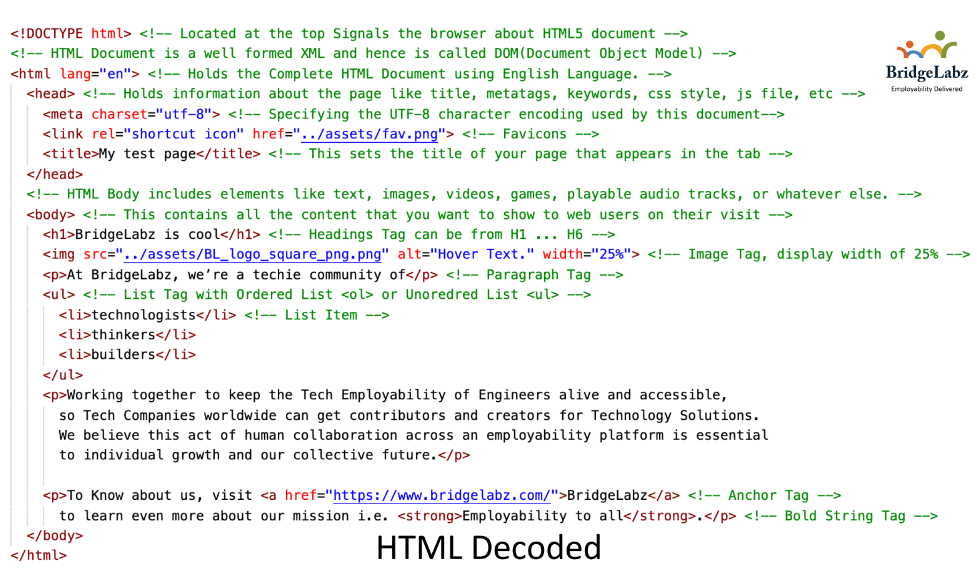 <!DOCTYPE html> <!-- Located at the top Signals the browser about HTML5 document -->
<!-- HTML Document is a well formed XML and hence is called DOM(Document Object Model) -->
<html lang="en"> <!-- Holds the Complete HTML Document using English Language. -->
<head> <!-- Holds information about the page like title, metatags, keywords, css style, js file, etc -->
<meta charset="utf-8"> <!-- Specifying the UTF-8 character encoding used by this document-->
<link rel="shortcut icon" href="../assets/fav.png"> <!-- Favicons -->
<title>My test page</title> <!-- This sets the title of your page that appears in the tab -->
</head>
<!-- HTML Body includes elements like text, images, videos, games, playable audio tracks, or whatever else. -->
<body> <!-- This contains all the content that you want to show to web users on their visit -->
<h1>BridgeLabz is cool</h1> <!-- Headings Tag can be from H1 ... H6 -->
<img src="../assets/BL_logo_square_png.png" alt="Hover Text." width="25%"> <!-- Image Tag, display width of 25% -->
<p>At BridgeLabz, we’re a techie community of</p> <!-- Paragraph Tag -->
<ul> <!-- List Tag with Ordered List <ol> or Unoredred List <ul> -->
<li>technologists</li> <!-- List Item -->
<li>thinkers</li>
<li>builders</li>
</ul>
<p>Working together to keep the Tech Employability of Engineers alive and accessible,
so Tech Companies worldwide can get contributors and creators for Technology Solutions.
We believe this act of human collaboration across an employability platform is essential
to individual growth and our collective future.</p>
<p>To Know about us, visit <a href="https://www.bridgelabz.com/">BridgeLabz</a> <!-- Anchor Tag -->
to learn even more about our mission i.e. <strong>Employability to all</strong>.</p> <!-- Bold String Tag -->
</body>
</html>
HTML Decoded
BridgeLabz
Employability Delivered